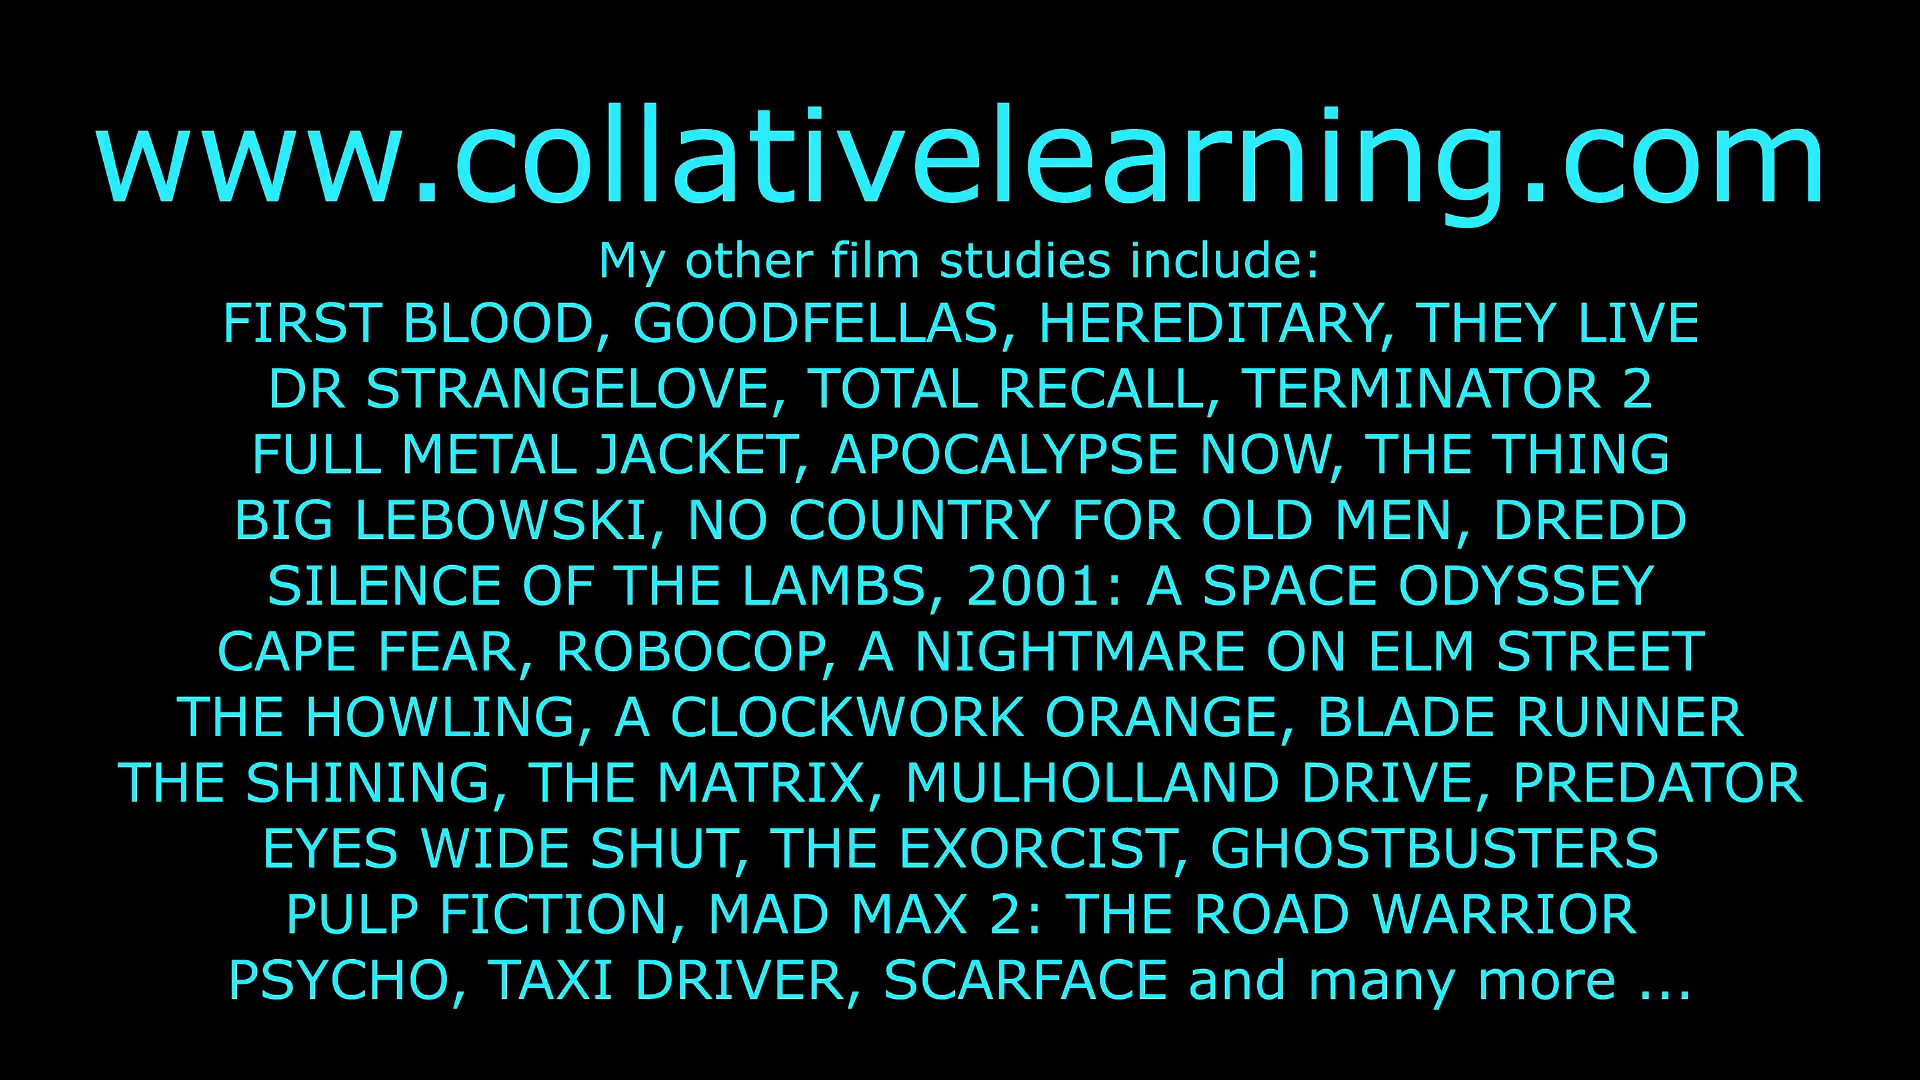 www.collativelearning.com
My other film studies include:
FIRST BLOOD, GOODFELLAS, HEREDITARY, THEY LIVE
DR STRANGELOVE, TOTAL RECALL, TERMINATOR 2
FULL METAL JACKET, APOCALYPSE NOW, THE THING
BIG LEBOWSKI, NO COUNTRY FOR OLD MEN, DREDD
SILENCE OF THE LAMBS, 2001: A SPACE ODYSSEY
CAPE FEAR, ROBOCOP, A NIGHTMARE ON ELM STREET
THE HOWLING, A CLOCKWORK ORANGE, BLADE RUNNER
THE SHINING, THE MATRIX, MULHOLLAND DRIVE, PREDATOR
EYES WIDE SHUT, THE EXORCIST, GHOSTBUSTERS
PULP FICTION, MAD MAX 2: THE ROAD WARRIOR
PSYCHO, TAXI DRIVER, SCARFACE and many more ...